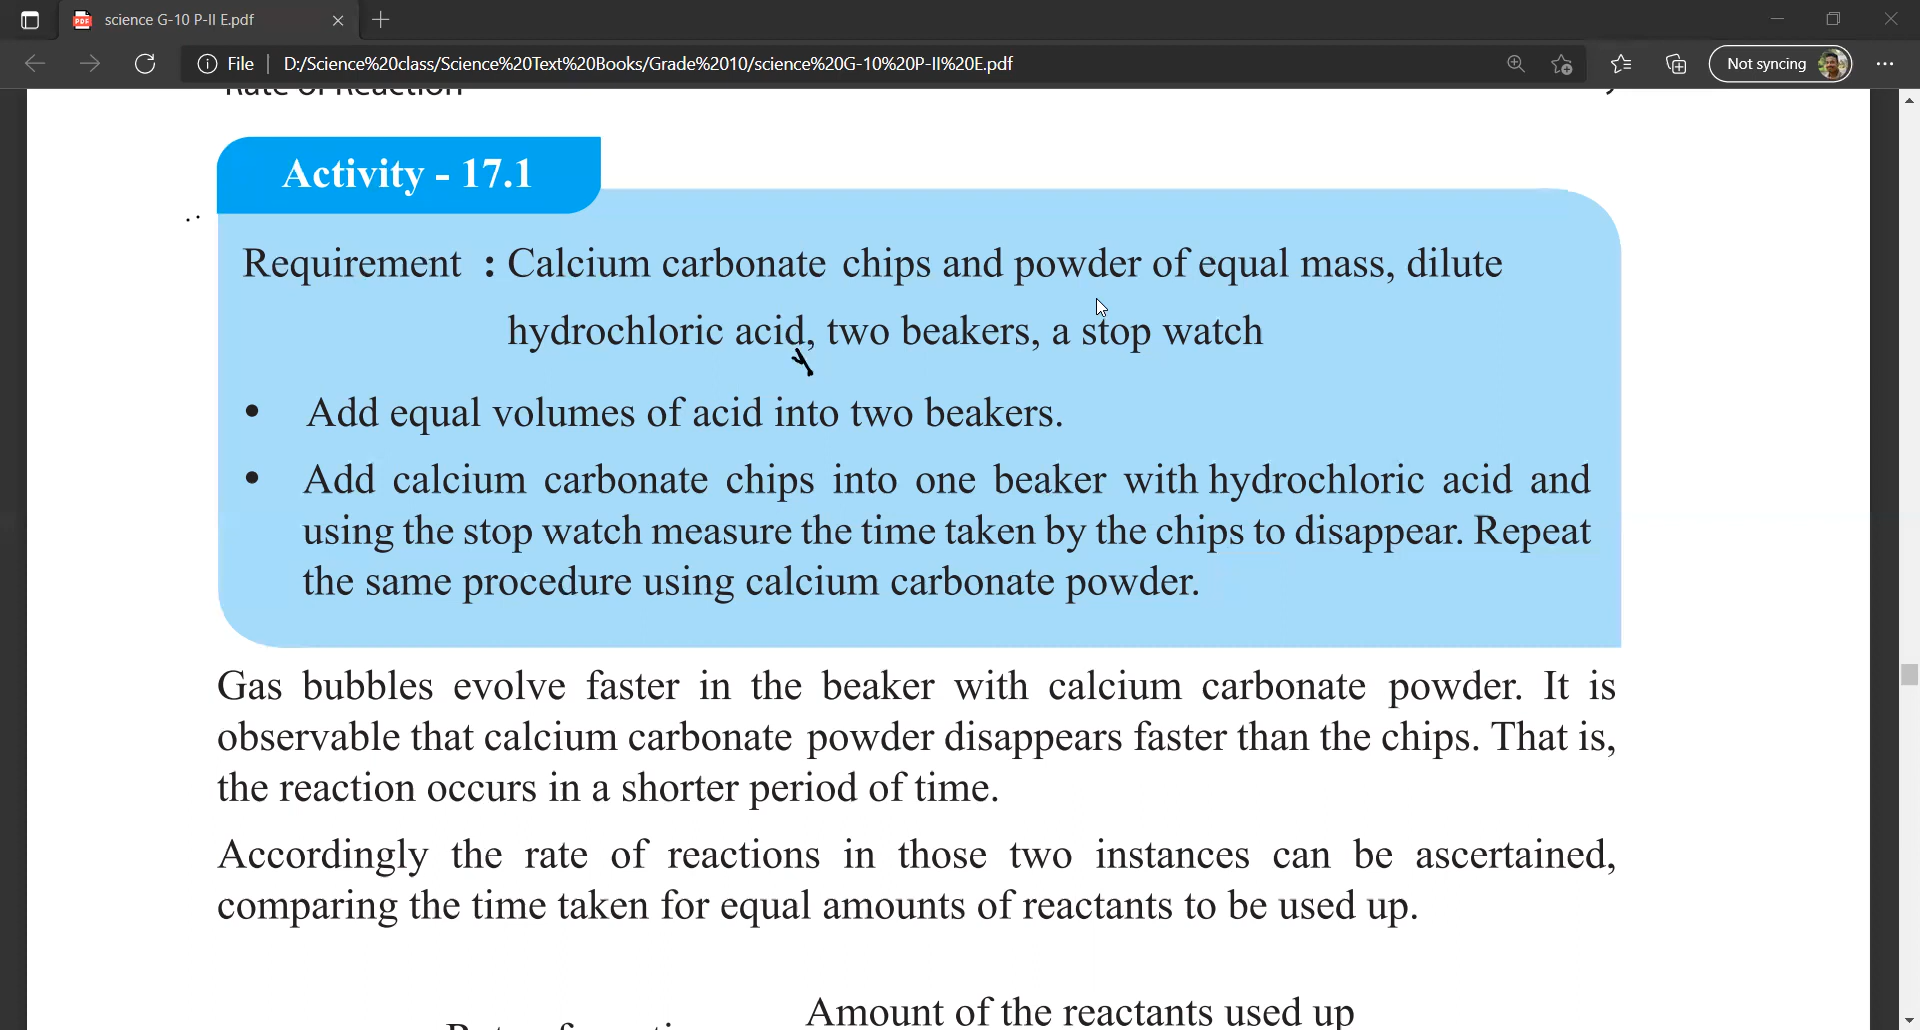 science G-10 P-II E.pdf
File D:/Science%20class/Science%20Text%20Books/Grade%2010/science%20G-10%20P-II%20E.pdf
Not syncing
Rate of Reaction
Activity - 17.1
Requirement : Calcium carbonate chips and powder of equal mass, dilute
hydrochloric acid, two beakers, a stop watch
• Add equal volumes of acid into two beakers.
• Add calcium carbonate chips into one beaker with hydrochloric acid and
using the stop watch measure the time taken by the chips to disappear. Repeat
the same procedure using calcium carbonate powder.
Gas bubbles evolve faster in the beaker with calcium carbonate powder. It is
observable that calcium carbonate powder disappears faster than the chips. That is,
the reaction occurs in a shorter period of time.
Accordingly the rate of reactions in those two instances can be ascertained,
comparing the time taken for equal amounts of reactants to be used up.
Amount of the reactants used up